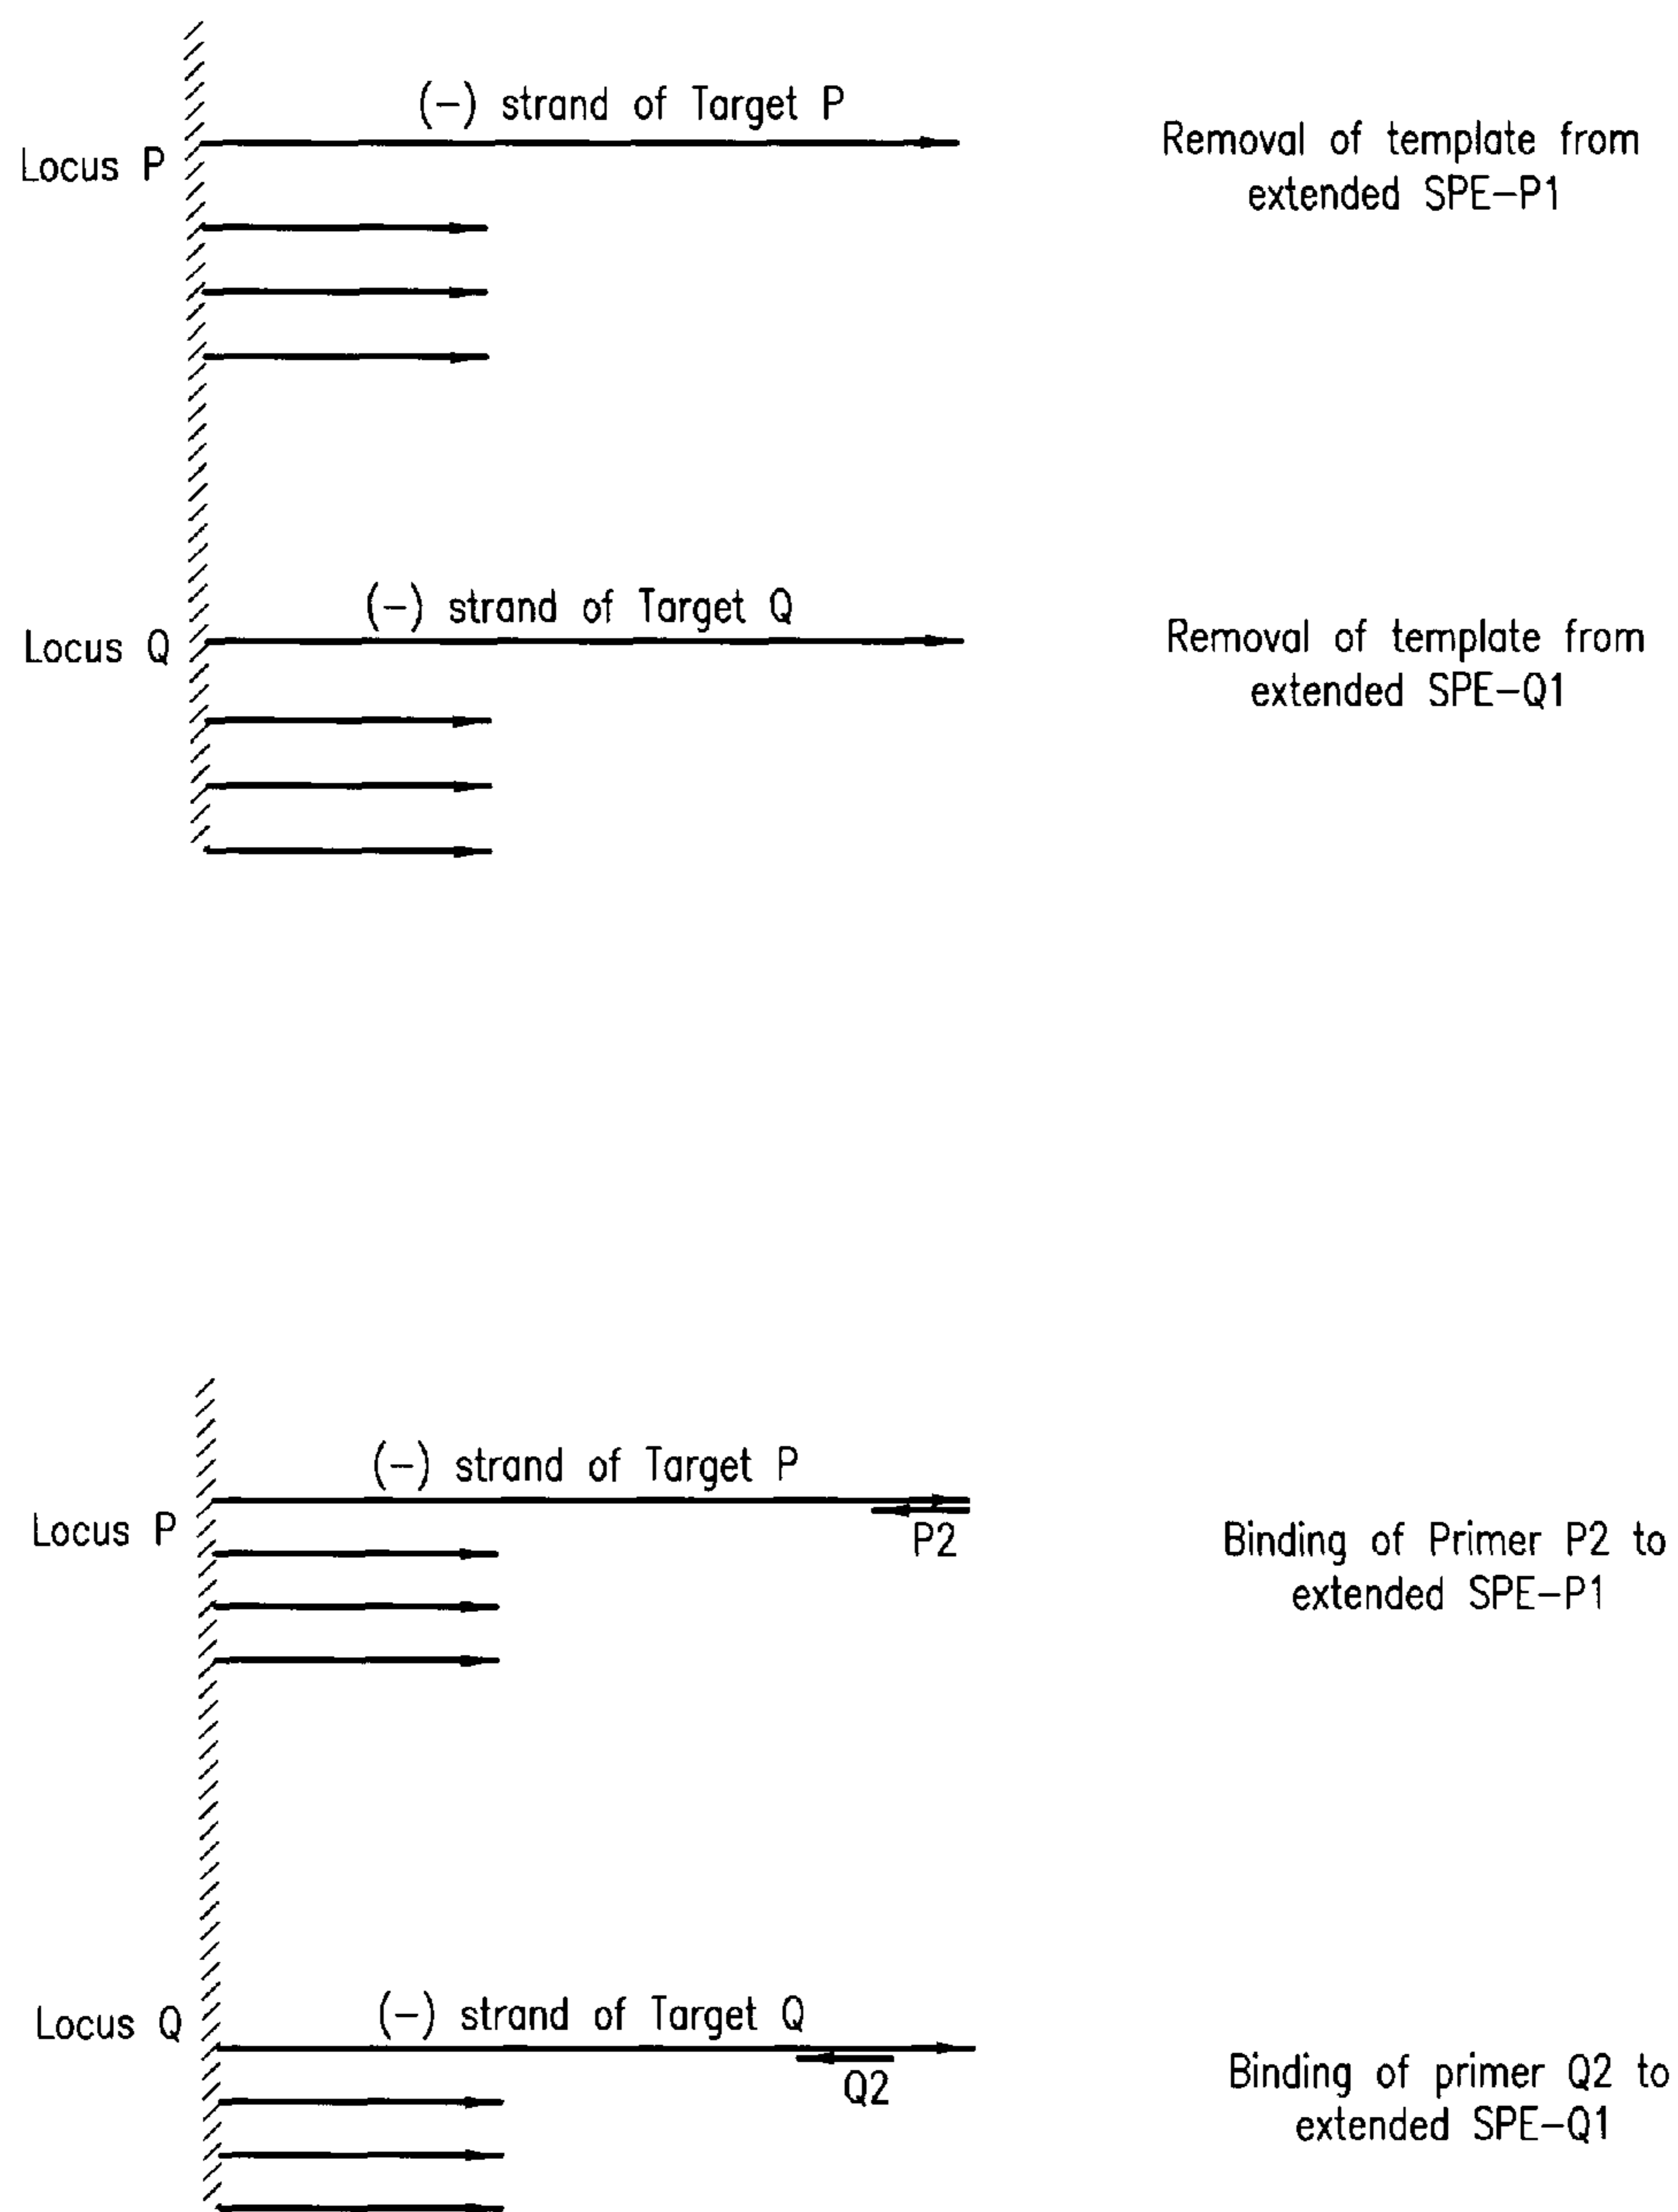 (-) strand of Target P
Locus P
Removal of template from
extended SPE-P1
(-) strand of Target Q
Locus Q
Removal of template from
extended SPE-Q1
(-) strand of Target P
Locus P
P2
Binding of Primer P2 to
extended SPE-P1
(-) strand of Target Q
Locus Q
Q2
Binding of primer Q2 to
extended SPE-Q1